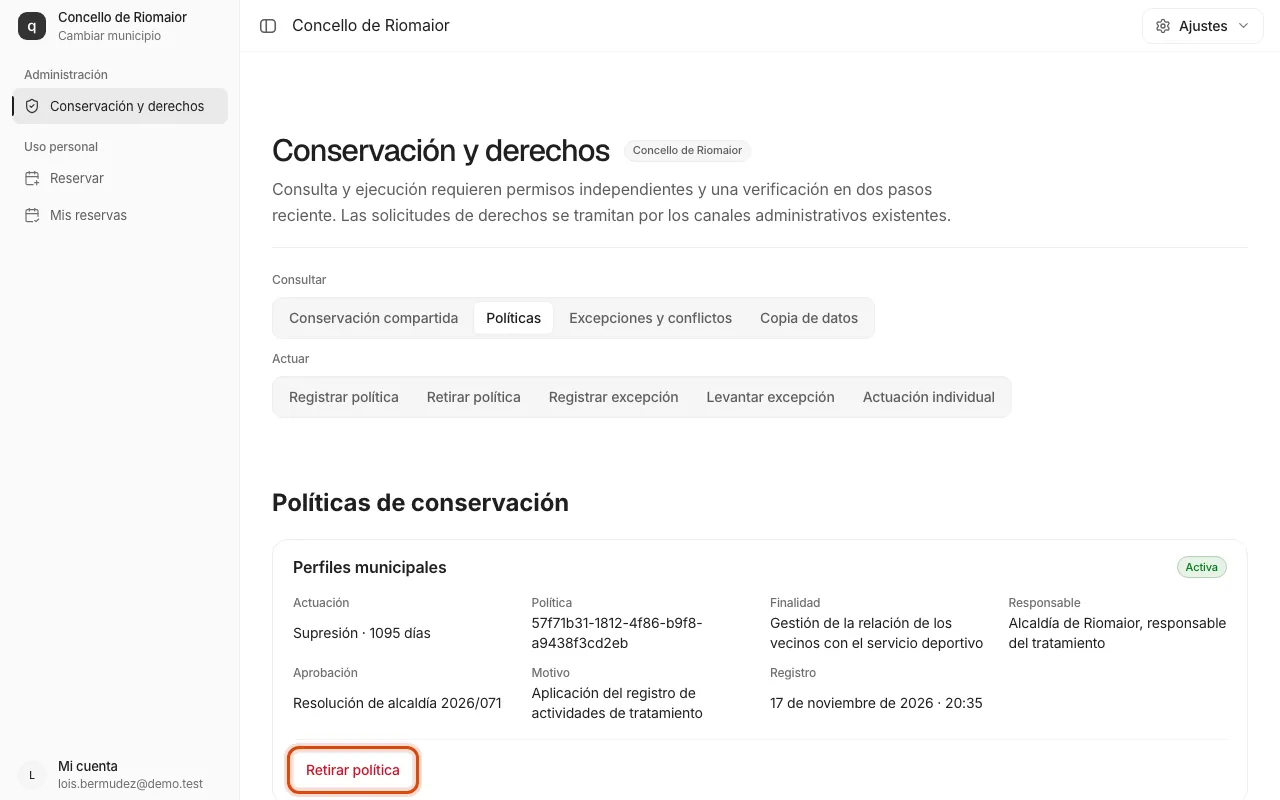 q
Concello de Riomaior
Cambiar municipio
Administración
Conservación y derechos
Uso personal
Reservar
Mis reservas
L
Mi cuenta
lois.bermudez@demo.test
Concello de Riomaior
Ajustes
Conservación y derechos
Concello de Riomaior
Consulta y ejecución requieren permisos independientes y una verificación en dos pasos
reciente. Las solicitudes de derechos se tramitan por los canales administrativos existentes.
Consultar
Conservación compartida Políticas Excepciones y conflictos Copia de datos
Actuar
Registrar política Retirar política Registrar excepción Levantar excepción Actuación individual
Políticas de conservación
Perfiles municipales
Activa
Actuación
Supresión · 1095 días
Política
57f71b31-1812-4f86-b9f8-
a9438f3cd2eb
Finalidad
Gestión de la relación de los
vecinos con el servicio deportivo
Responsable
Alcaldía de Riomaior, responsable
del tratamiento
Aprobación
Resolución de alcaldía 2026/071
Motivo
Aplicación del registro de
actividades de tratamiento
Registro
17 de noviembre de 2026 · 20:35
Retirar política